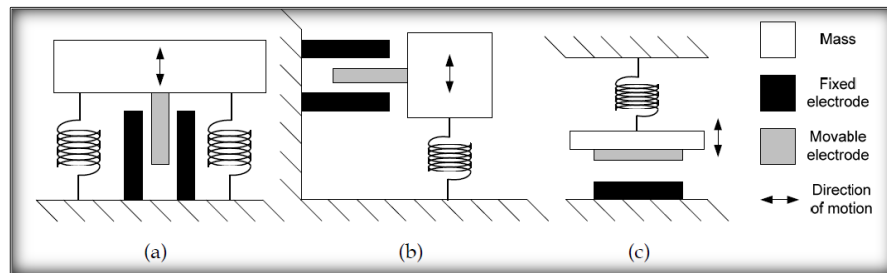 Mass
Fixed
electrode
Movable
electrode
Direction
of motion
(a)
(b)
(c)